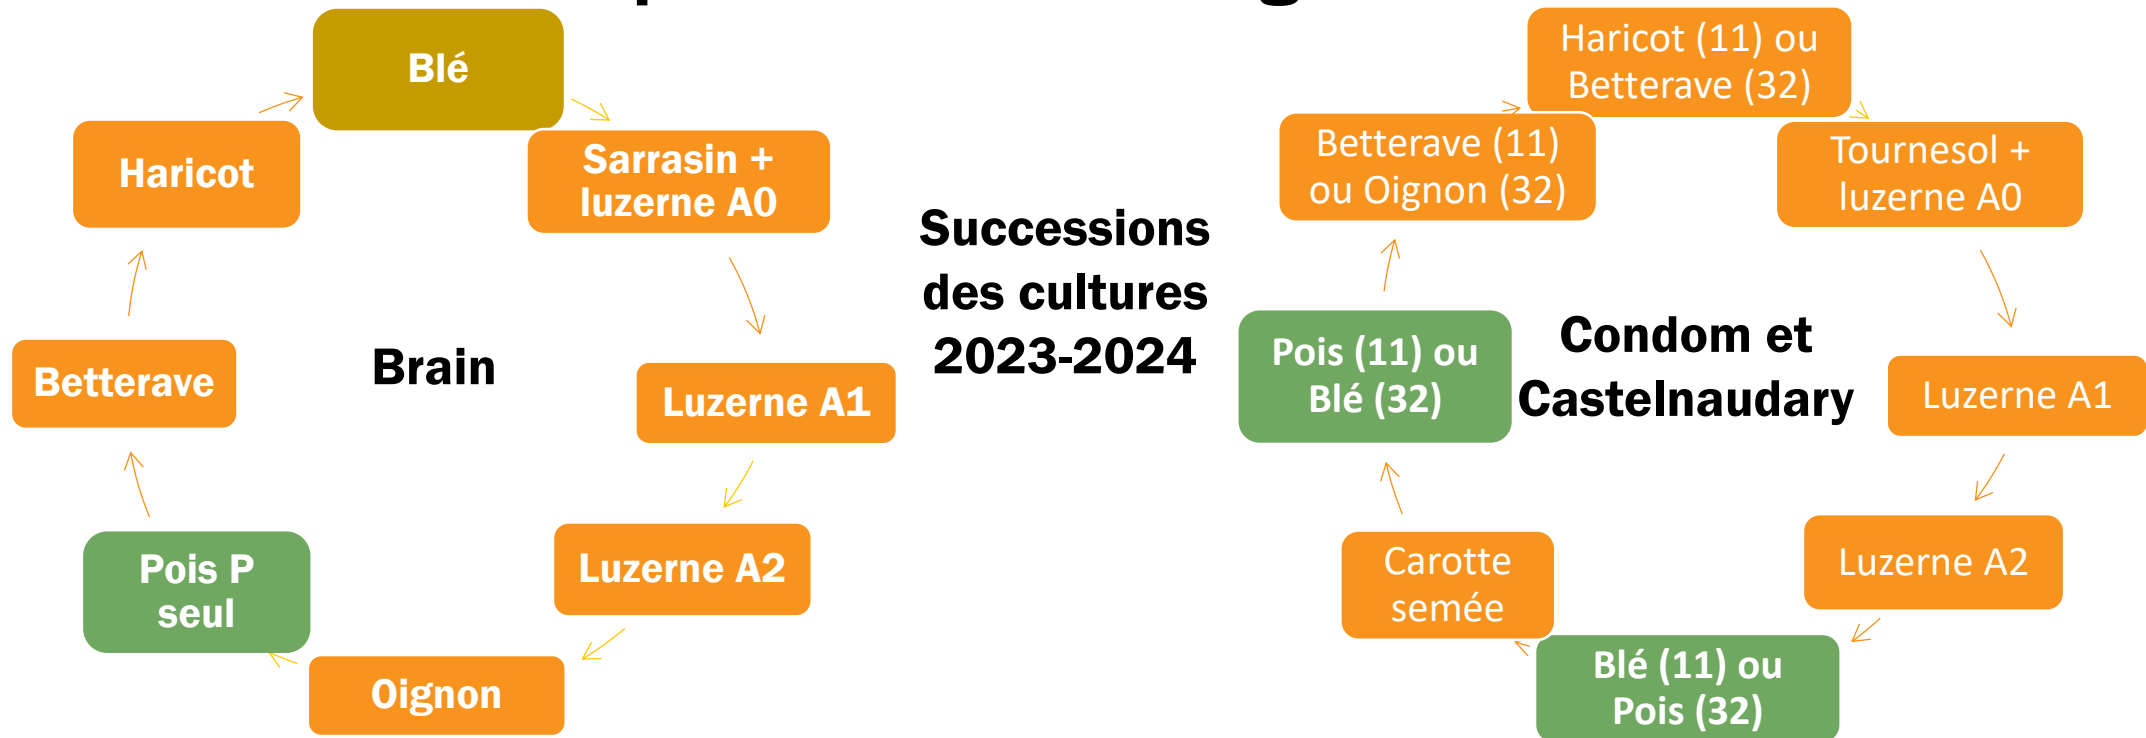 Blé
Sarrasin +
luzerne A0
Luzerne A1
Luzerne A2
Oignon
Pois P
seul
Betterave
Haricot
Brain
Successions
des cultures
2023-2024
Haricot (11) ou
Betterave (32)
Tournesol +
luzerne A0
Luzerne A1
Luzerne A2
Blé (11) ou
Pois (32)
Carotte
semée
Pois (11) ou
Blé (32)
Betterave (11)
ou Oignon (32)
Condom et
Castelnaudary